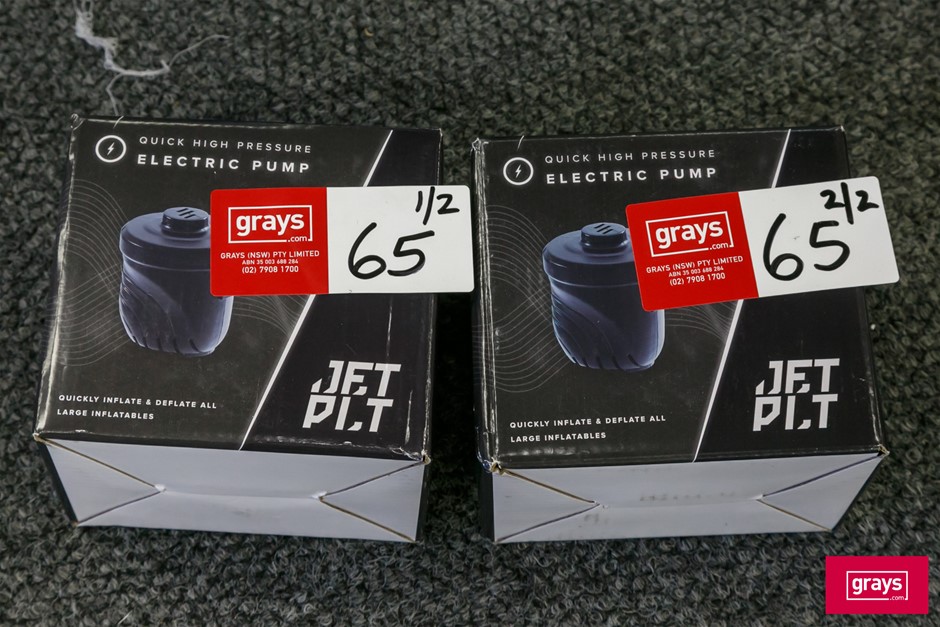 QUICK HIGH PRESSURE
ELECTRIC PUMP
grays
.com
GRAYS (NSW) PTY LIMITED
ABN 35 003 688 284
(02) 7908 1700
1/2
65
QUICKLY INFLATE & DEFLATE ALL
LARGE INFLATABLES
JET
PLT
QUICK HIGH PRESSURE
ELECTRIC PUMP
grays
.com
GRAYS (NSW) PTY LIMITED
ABN 35 003 688 284
(02) 7908 1700
2/2
65
QUICKLY INFLATE & DEFLATE ALL
LARGE INFLATABLES
JET
PLT
grays
.com